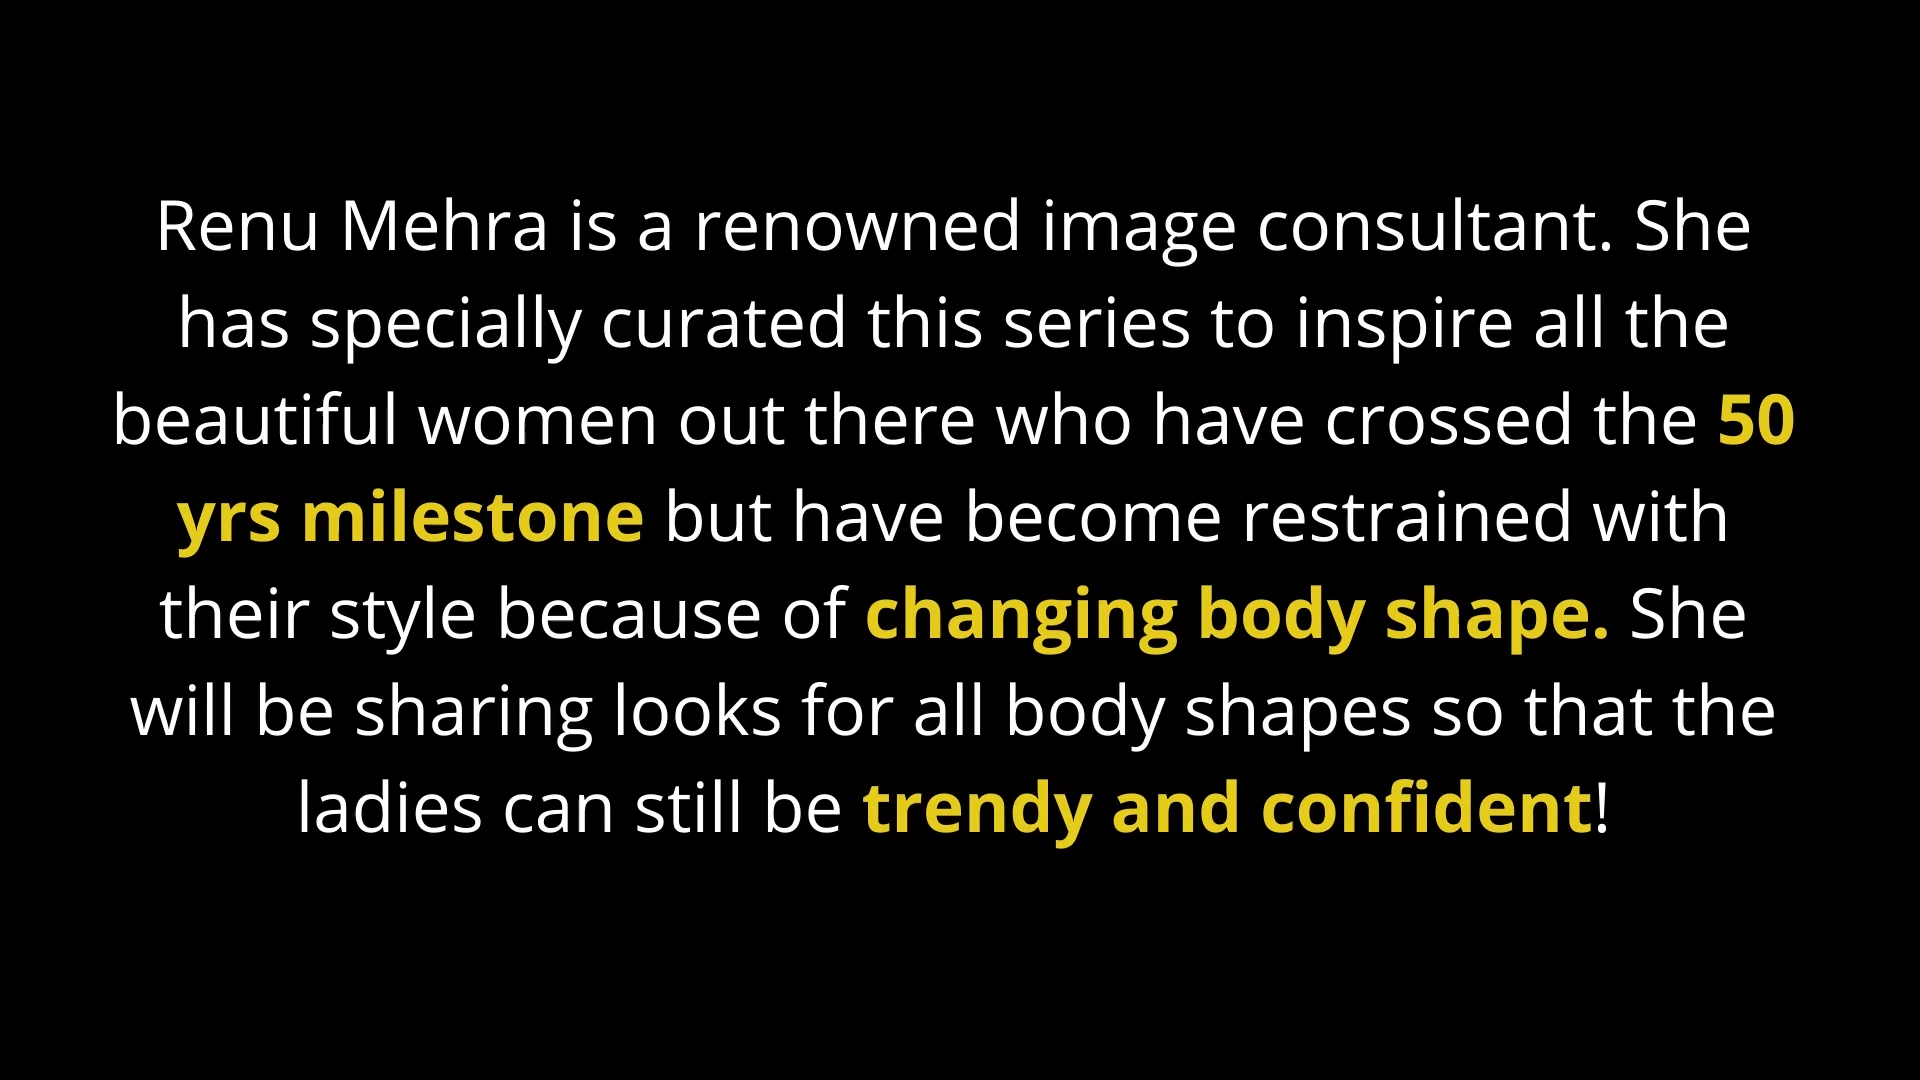 Renu Mehra is a renowned image consultant. She
has specially curated this series to inspire all the
beautiful women out there who have crossed the 50
yrs milestone but have become restrained with
their style because of changing body shape. She
will be sharing looks for all body shapes so that the
ladies can still be trendy and confident!